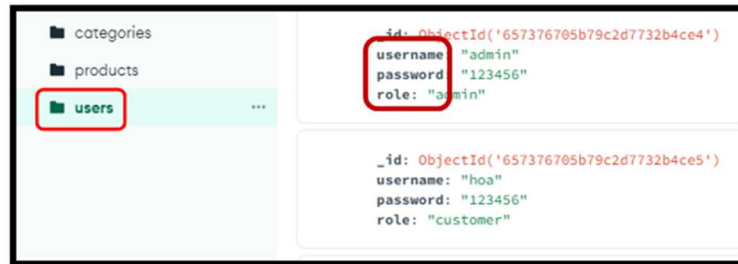 categories
products
users
...
_id: ObjectId('657376705b79c2d7732b4ce4')
username: "admin"
password: "123456"
role: "admin"
_id: ObjectId('657376705b79c2d7732b4ce5')
username: "hoa"
password: "123456"
role: "customer"